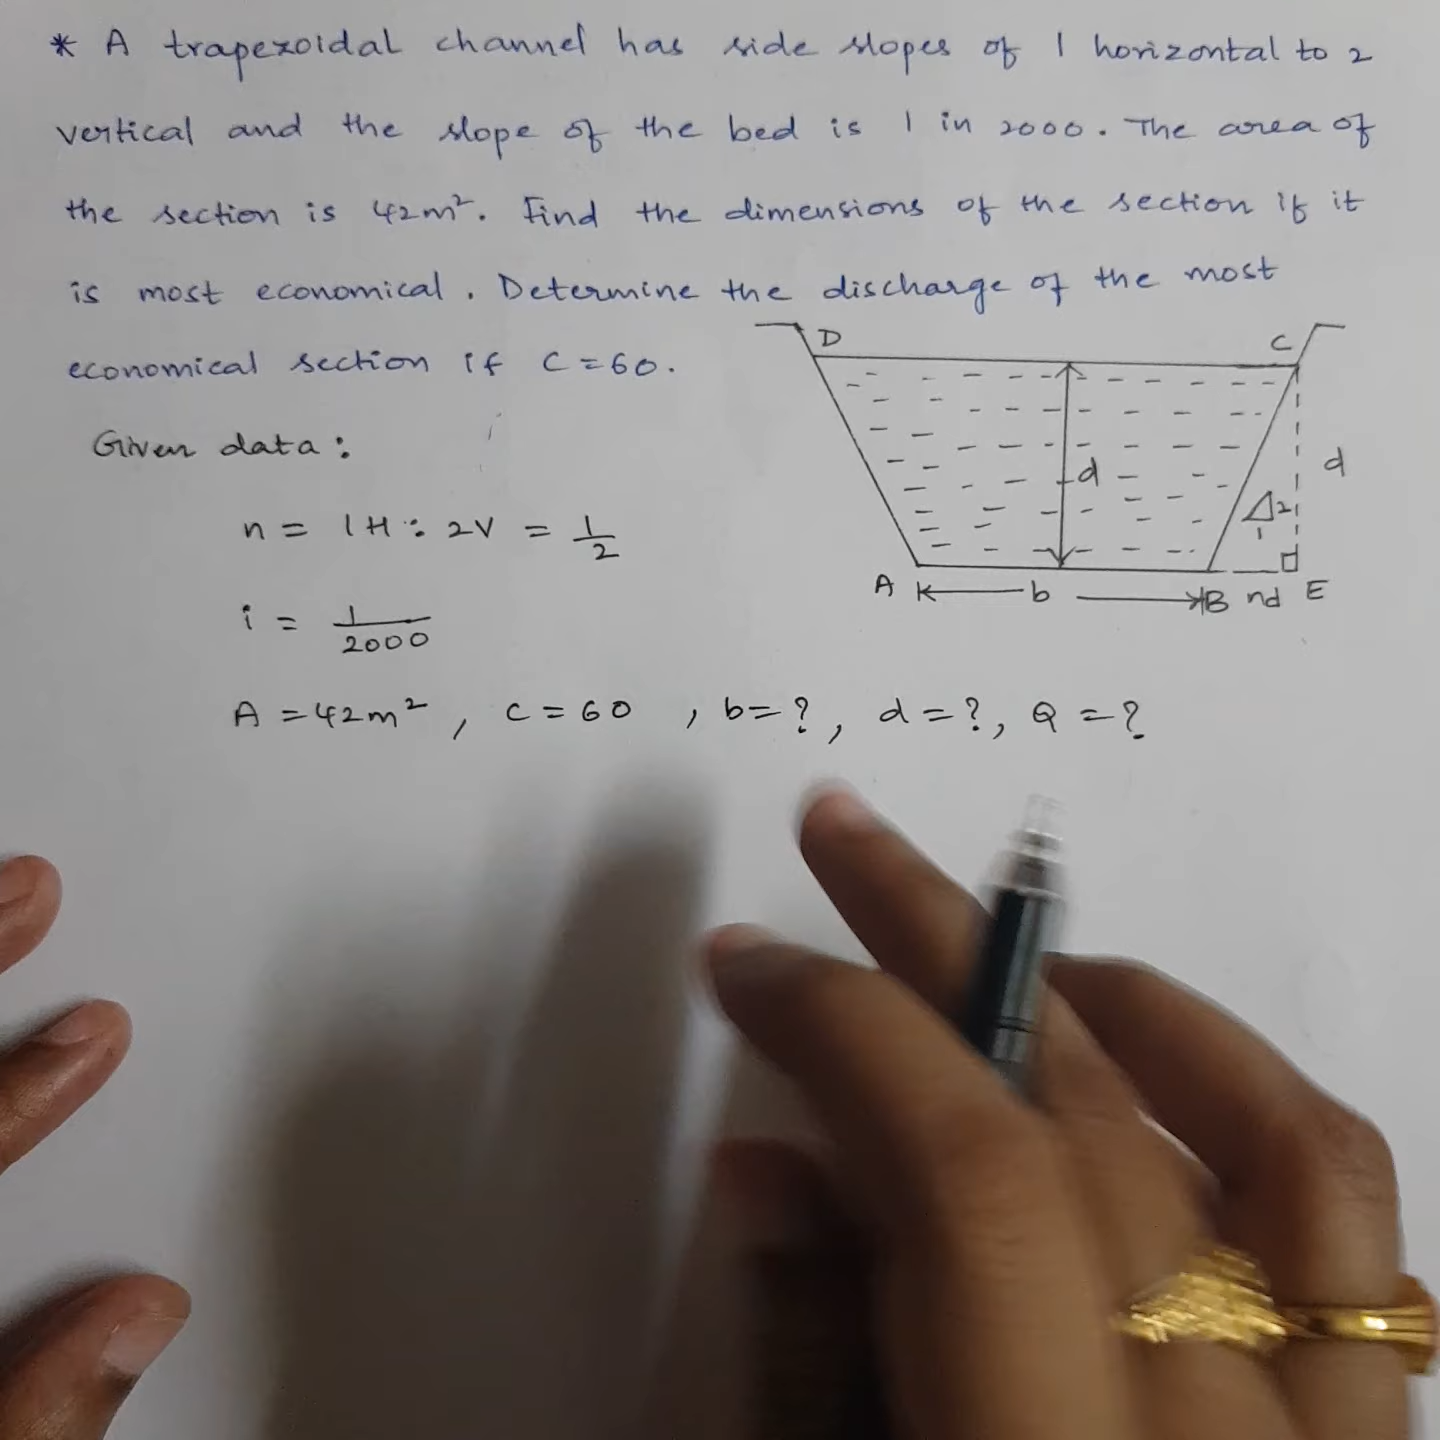 * A trapezoidal channel has side slopes of 1 horizontal to 2
vertical and the slope of the bed is 1 in 2000. The area of
the section is 42m². Find the dimensions of the section if it
is most economical. Determine the discharge of the most
economical section if C=60.
D
C
Given data:
d
d
n = 1H : 2V = 1/2
2
1
A
b
B
nd
E
i = 1/2000
A = 42m², C = 60, b=?, d=?, Q=?